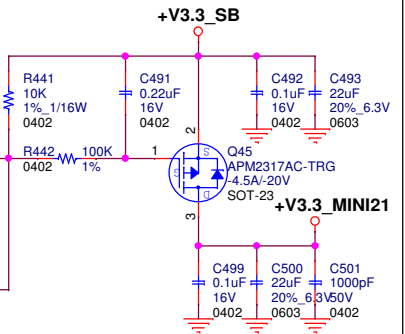 +V3.3_SB
R441
10K
1%_1/16W
0402
C491
0.22uF
16V
0402
C492
0.1uF
16V
0402
C493
22uF
20%_6.3V
0603
R442
0402
100K
1%
1
2
S
G
D
3
Q45
APM2317AC-TRG
-4.5A/-20V
SOT-23
+V3.3_MINI21
C499
0.1uF
16V
0402
C500
22uF
20%_6.3V
0603
C501
1000pF
50V
0402